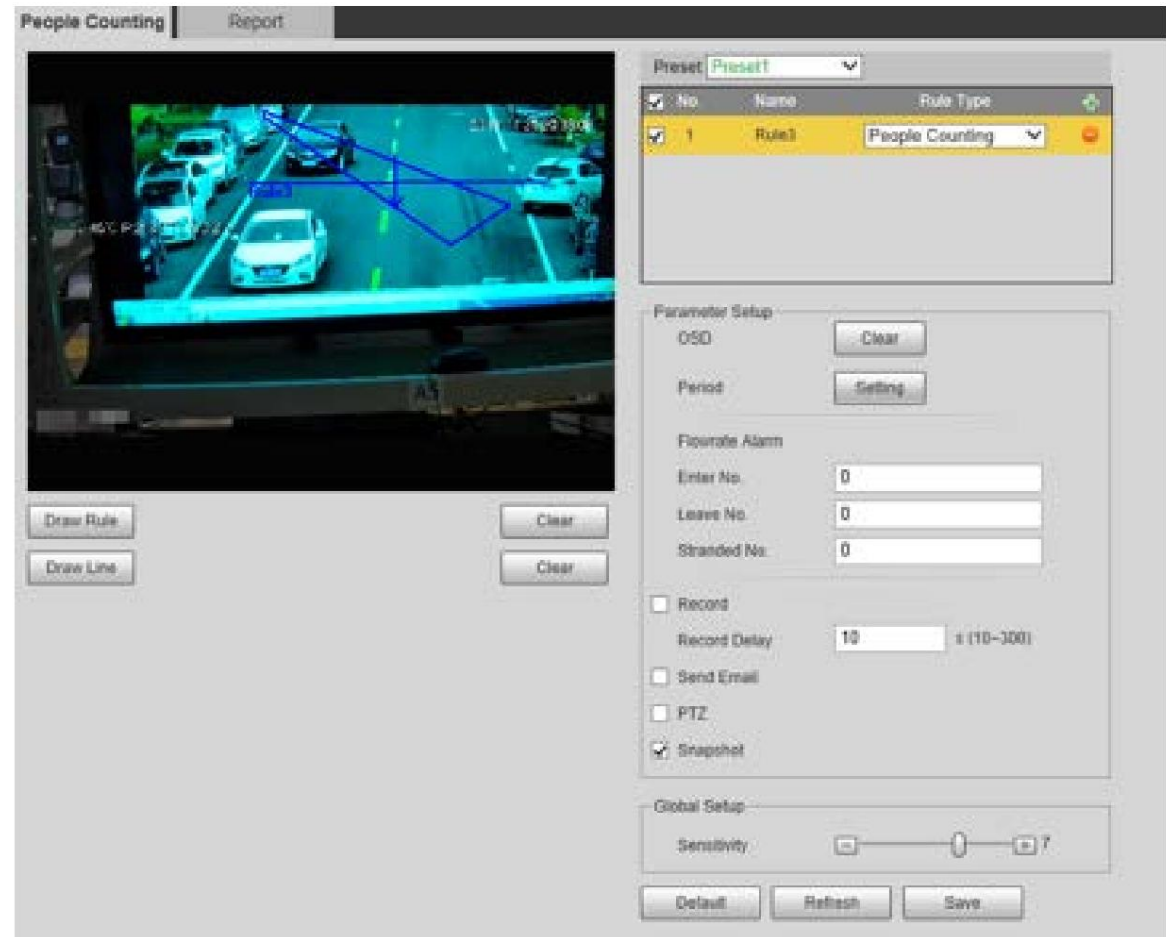 People Counting Report
Preset Preset1
No. Name Rule Type
1 Rule3 People Counting
Rule3
A5
Parameter Setup
OSD Clear
Period Setting
Flowrate Alarm
Enter No. 0
Leave No. 0
Stranded No. 0
Draw Rule Clear
Draw Line Clear
Record
Record Delay 10 s (10~300)
Send Email
PTZ
Snapshot
Global Setup
Sensitivity 7
Default Refresh Save